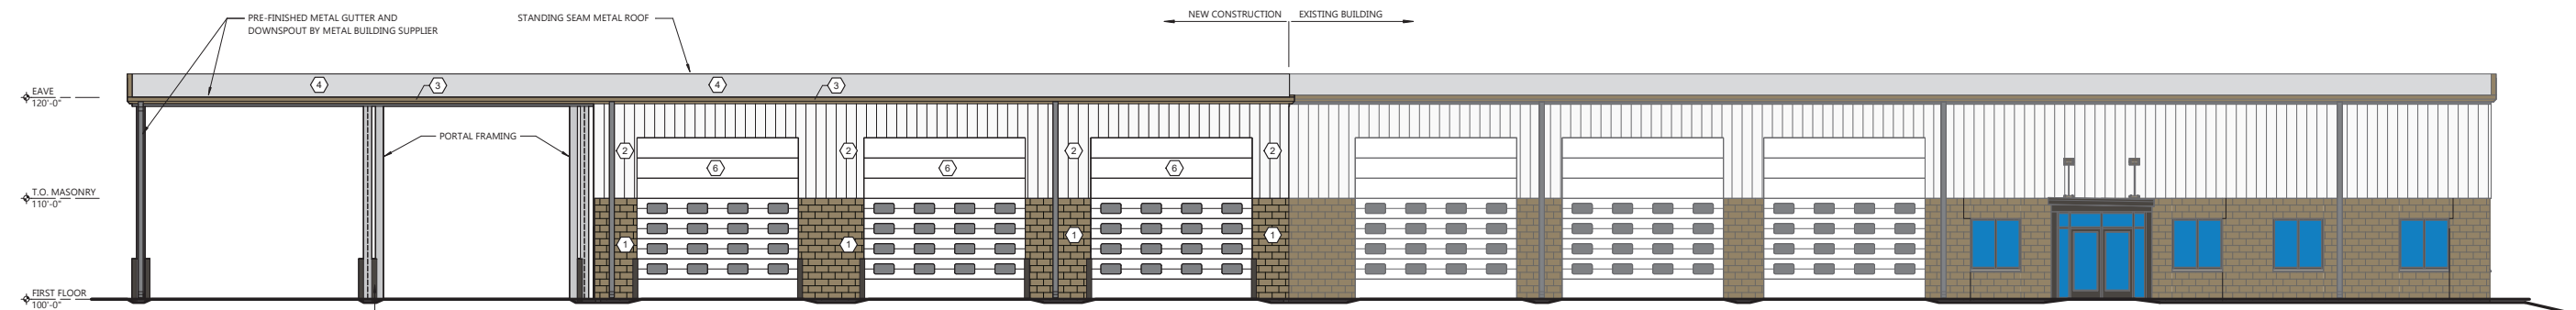 PRE-FINISHED METAL GUTTER AND
DOWNSPOUT BY METAL BUILDING SUPPLIER
STANDING SEAM METAL ROOF
NEW CONSTRUCTION
EXISTING BUILDING
4
3
4
3
EAVE
120'-0"
PORTAL FRAMING
2
2
2
2
6
6
6
T.O. MASONRY
110'-0"
1
1
1
1
FIRST FLOOR
100'-0"